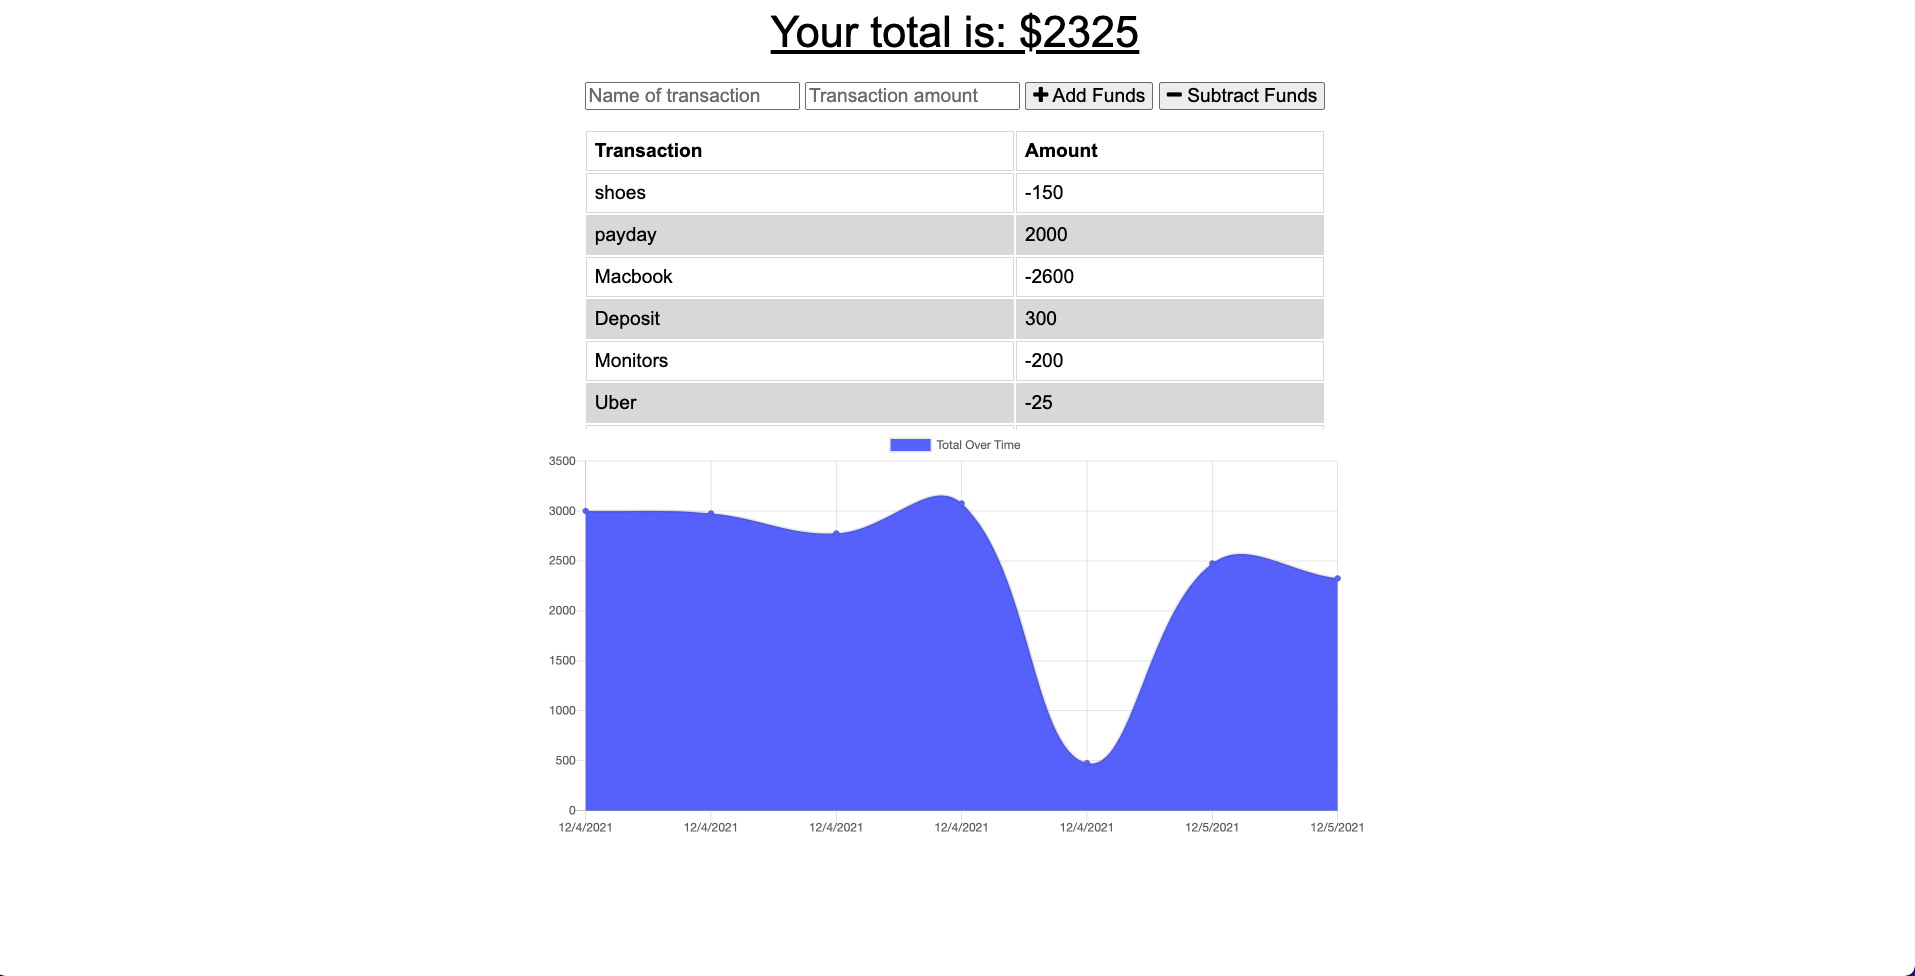 Your total is: $2325
Name of transaction Transaction amount Add Funds Subtract Funds
Transaction Amount
shoes -150
payday 2000
Macbook -2600
Deposit 300
Monitors -200
Uber -25
Total Over Time
3500
3000
2500
2000
1500
1000
500
0
12/4/2021 12/4/2021 12/4/2021 12/4/2021 12/4/2021 12/5/2021 12/5/2021